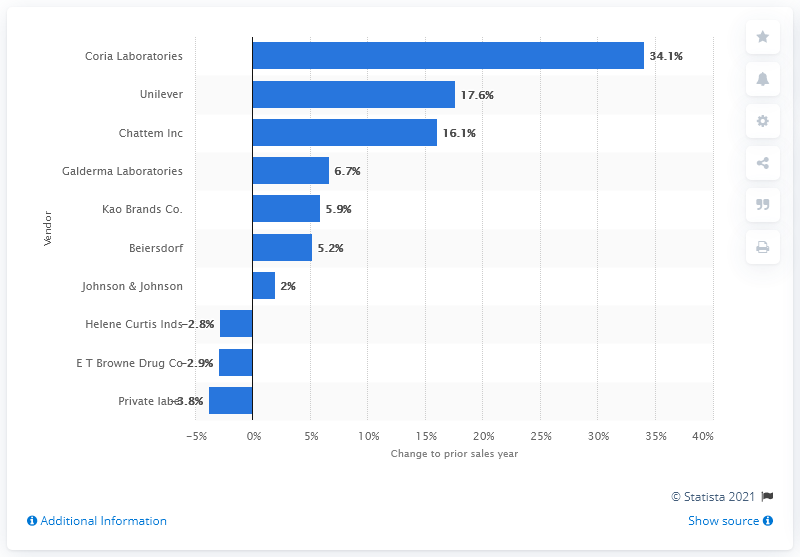 Coria Laboratories 34.1%
Unilever 17.6%
Chattem Inc 16.1%
Galderma Laboratories 6.7%
Kao Brands Co. 5.9%
Beiersdorf 5.2%
Johnson & Johnson 2%
Helene Curtis Inds −2.8%
E T Browne Drug Co −2.9%
Private label −3.8%
Vendor
−5% 0% 5% 10% 15% 20% 25% 30% 35% 40%
Change to prior sales year
© Statista 2021
Additional Information
Show source